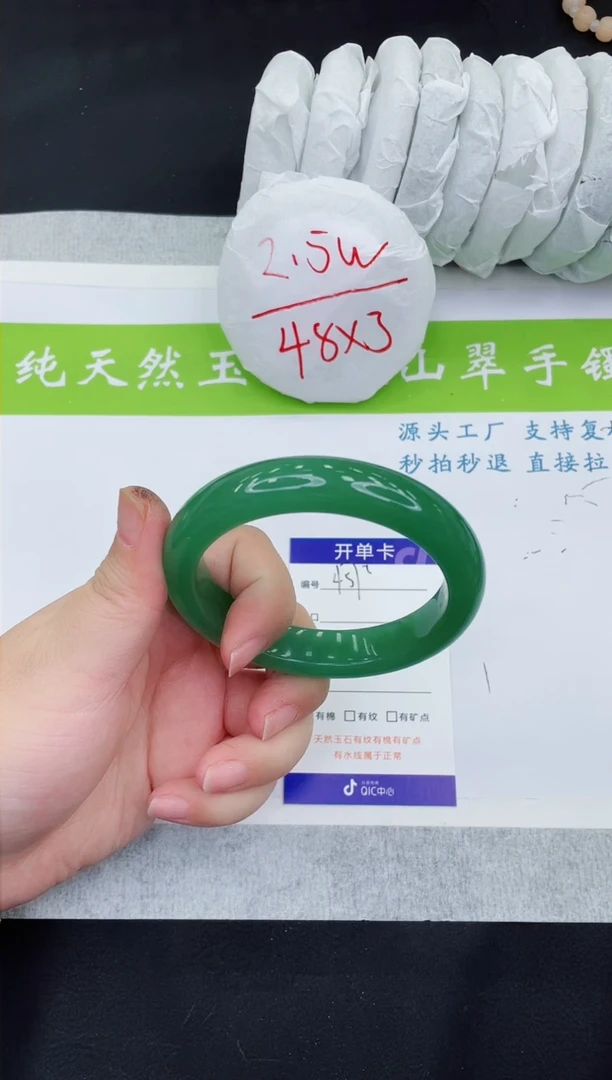 2.5W
48X3
纯天然玉 山翠手镯
源头工厂 支持复
秒拍秒退 直接拉
开单卡
编号
口
有棉 □有纹 □有矿点
天然玉石有纹有棉有矿点
有水线属于正常
QIC中心